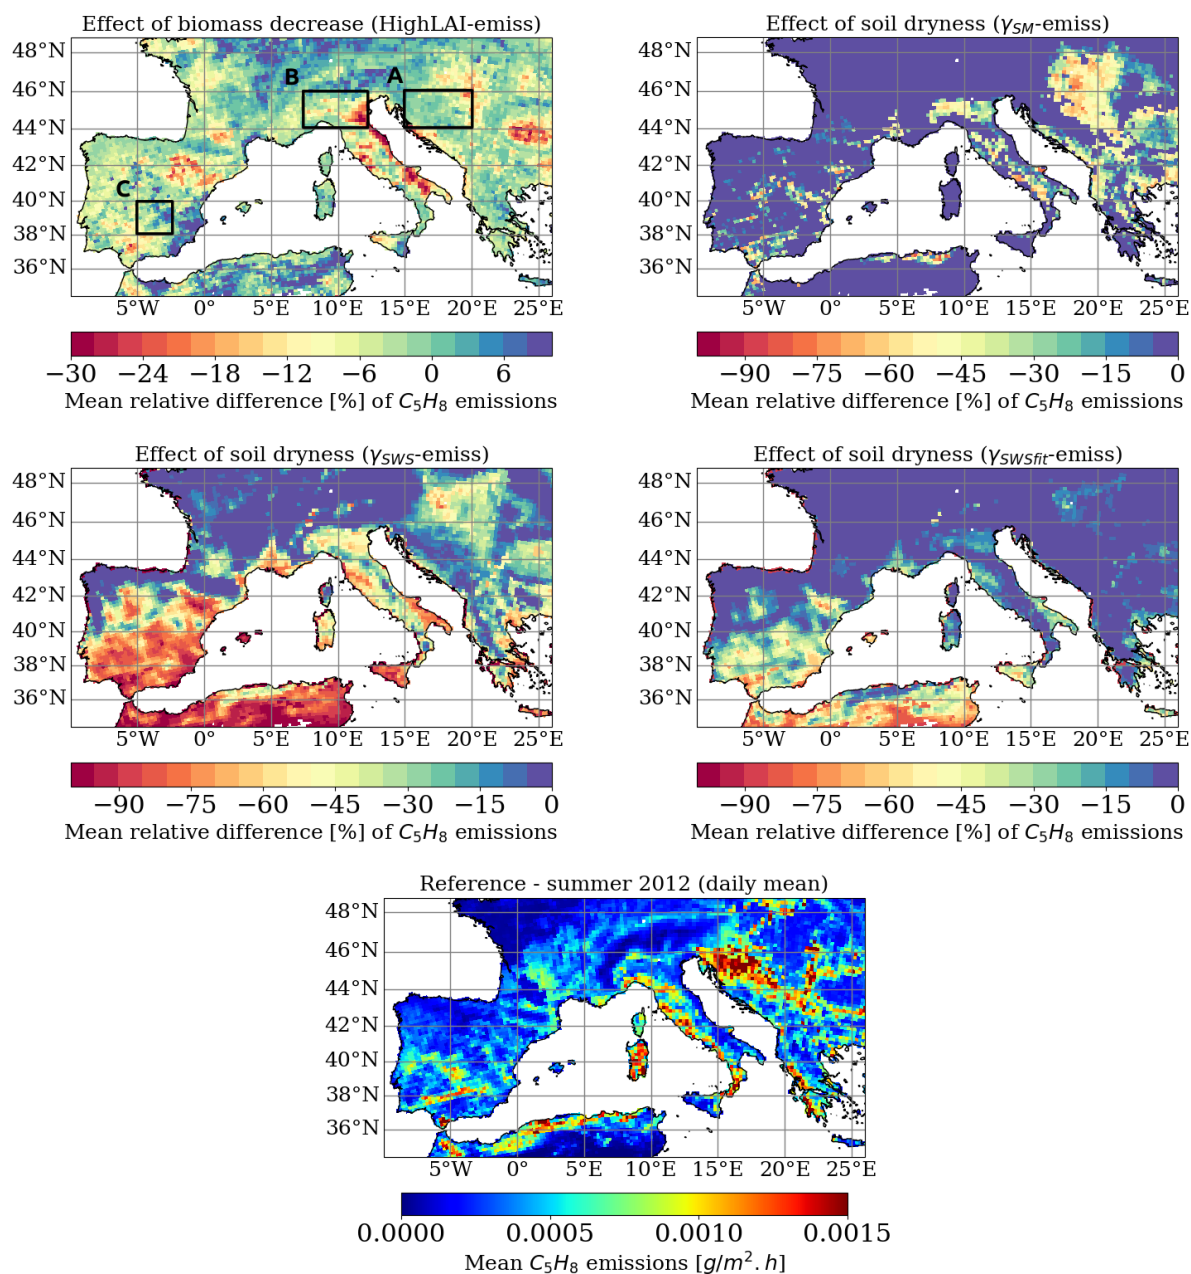 Effect of biomass decrease (HighLAI-emiss)
48°N
46°N
44°N
42°N
40°N
38°N
36°N
B
A
C
5°W 0° 5°E 10°E 15°E 20°E 25°E
−30 −24 −18 −12 −6 0 6
Mean relative difference [%] of C₅H₈ emissions
Effect of soil dryness (γ_SM-emiss)
48°N
46°N
44°N
42°N
40°N
38°N
36°N
5°W 0° 5°E 10°E 15°E 20°E 25°E
−90 −75 −60 −45 −30 −15 0
Mean relative difference [%] of C₅H₈ emissions
Effect of soil dryness (γ_SWS-emiss)
48°N
46°N
44°N
42°N
40°N
38°N
36°N
5°W 0° 5°E 10°E 15°E 20°E 25°E
−90 −75 −60 −45 −30 −15 0
Mean relative difference [%] of C₅H₈ emissions
Effect of soil dryness (γ_SWSfit-emiss)
48°N
46°N
44°N
42°N
40°N
38°N
36°N
5°W 0° 5°E 10°E 15°E 20°E 25°E
−90 −75 −60 −45 −30 −15 0
Mean relative difference [%] of C₅H₈ emissions
Reference - summer 2012 (daily mean)
48°N
46°N
44°N
42°N
40°N
38°N
36°N
5°W 0° 5°E 10°E 15°E 20°E 25°E
0.0000 0.0005 0.0010 0.0015
Mean C₅H₈ emissions [g/m².h]